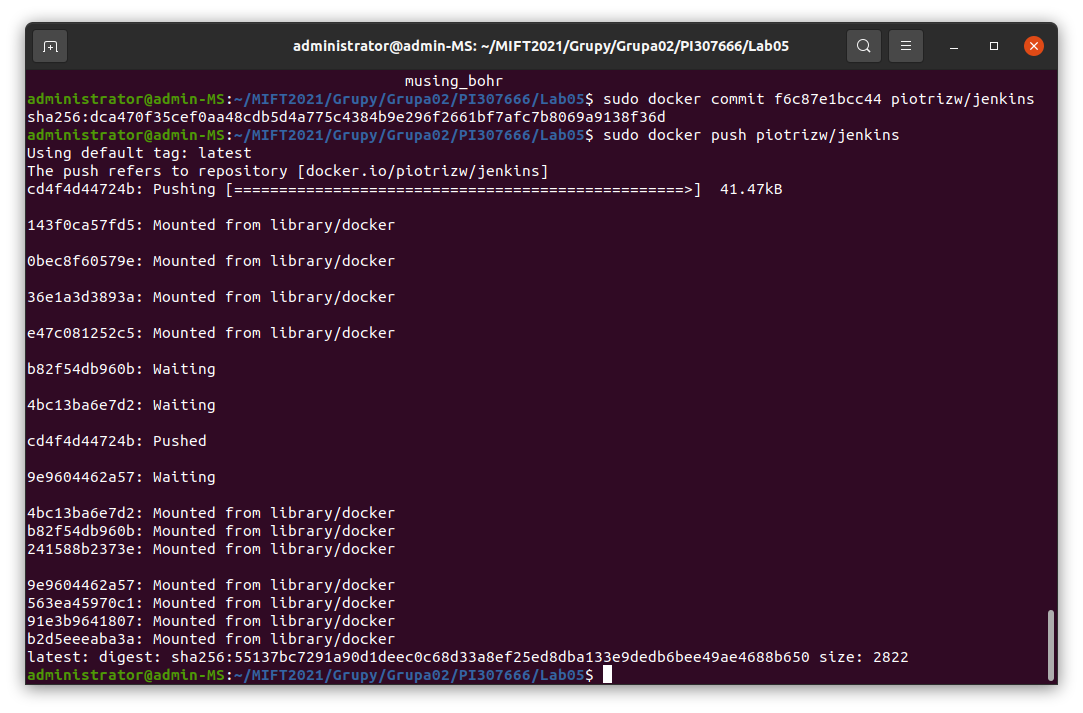 administrator@admin-MS: ~/MIFT2021/Grupy/Grupa02/PI307666/Lab05
musing_bohr
administrator@admin-MS:~/MIFT2021/Grupy/Grupa02/PI307666/Lab05$ sudo docker commit f6c87e1bcc44 piotrizw/jenkins
sha256:dca470f35cef0aa48cdb5d4a775c4384b9e296f2661bf7afc7b8069a9138f36d
administrator@admin-MS:~/MIFT2021/Grupy/Grupa02/PI307666/Lab05$ sudo docker push piotrizw/jenkins
Using default tag: latest
The push refers to repository [docker.io/piotrizw/jenkins]
cd4f4d44724b: Pushing [==================================================>]  41.47kB
143f0ca57fd5: Mounted from library/docker
0bec8f60579e: Mounted from library/docker
36e1a3d3893a: Mounted from library/docker
e47c081252c5: Mounted from library/docker
b82f54db960b: Waiting
4bc13ba6e7d2: Waiting
cd4f4d44724b: Pushed
9e9604462a57: Waiting
4bc13ba6e7d2: Mounted from library/docker
b82f54db960b: Mounted from library/docker
241588b2373e: Mounted from library/docker
9e9604462a57: Mounted from library/docker
563ea45970c1: Mounted from library/docker
91e3b9641807: Mounted from library/docker
b2d5eeeaba3a: Mounted from library/docker
latest: digest: sha256:55137bc7291a90d1deec0c68d33a8ef25ed8dba133e9dedb6bee49ae4688b650 size: 2822
administrator@admin-MS:~/MIFT2021/Grupy/Grupa02/PI307666/Lab05$